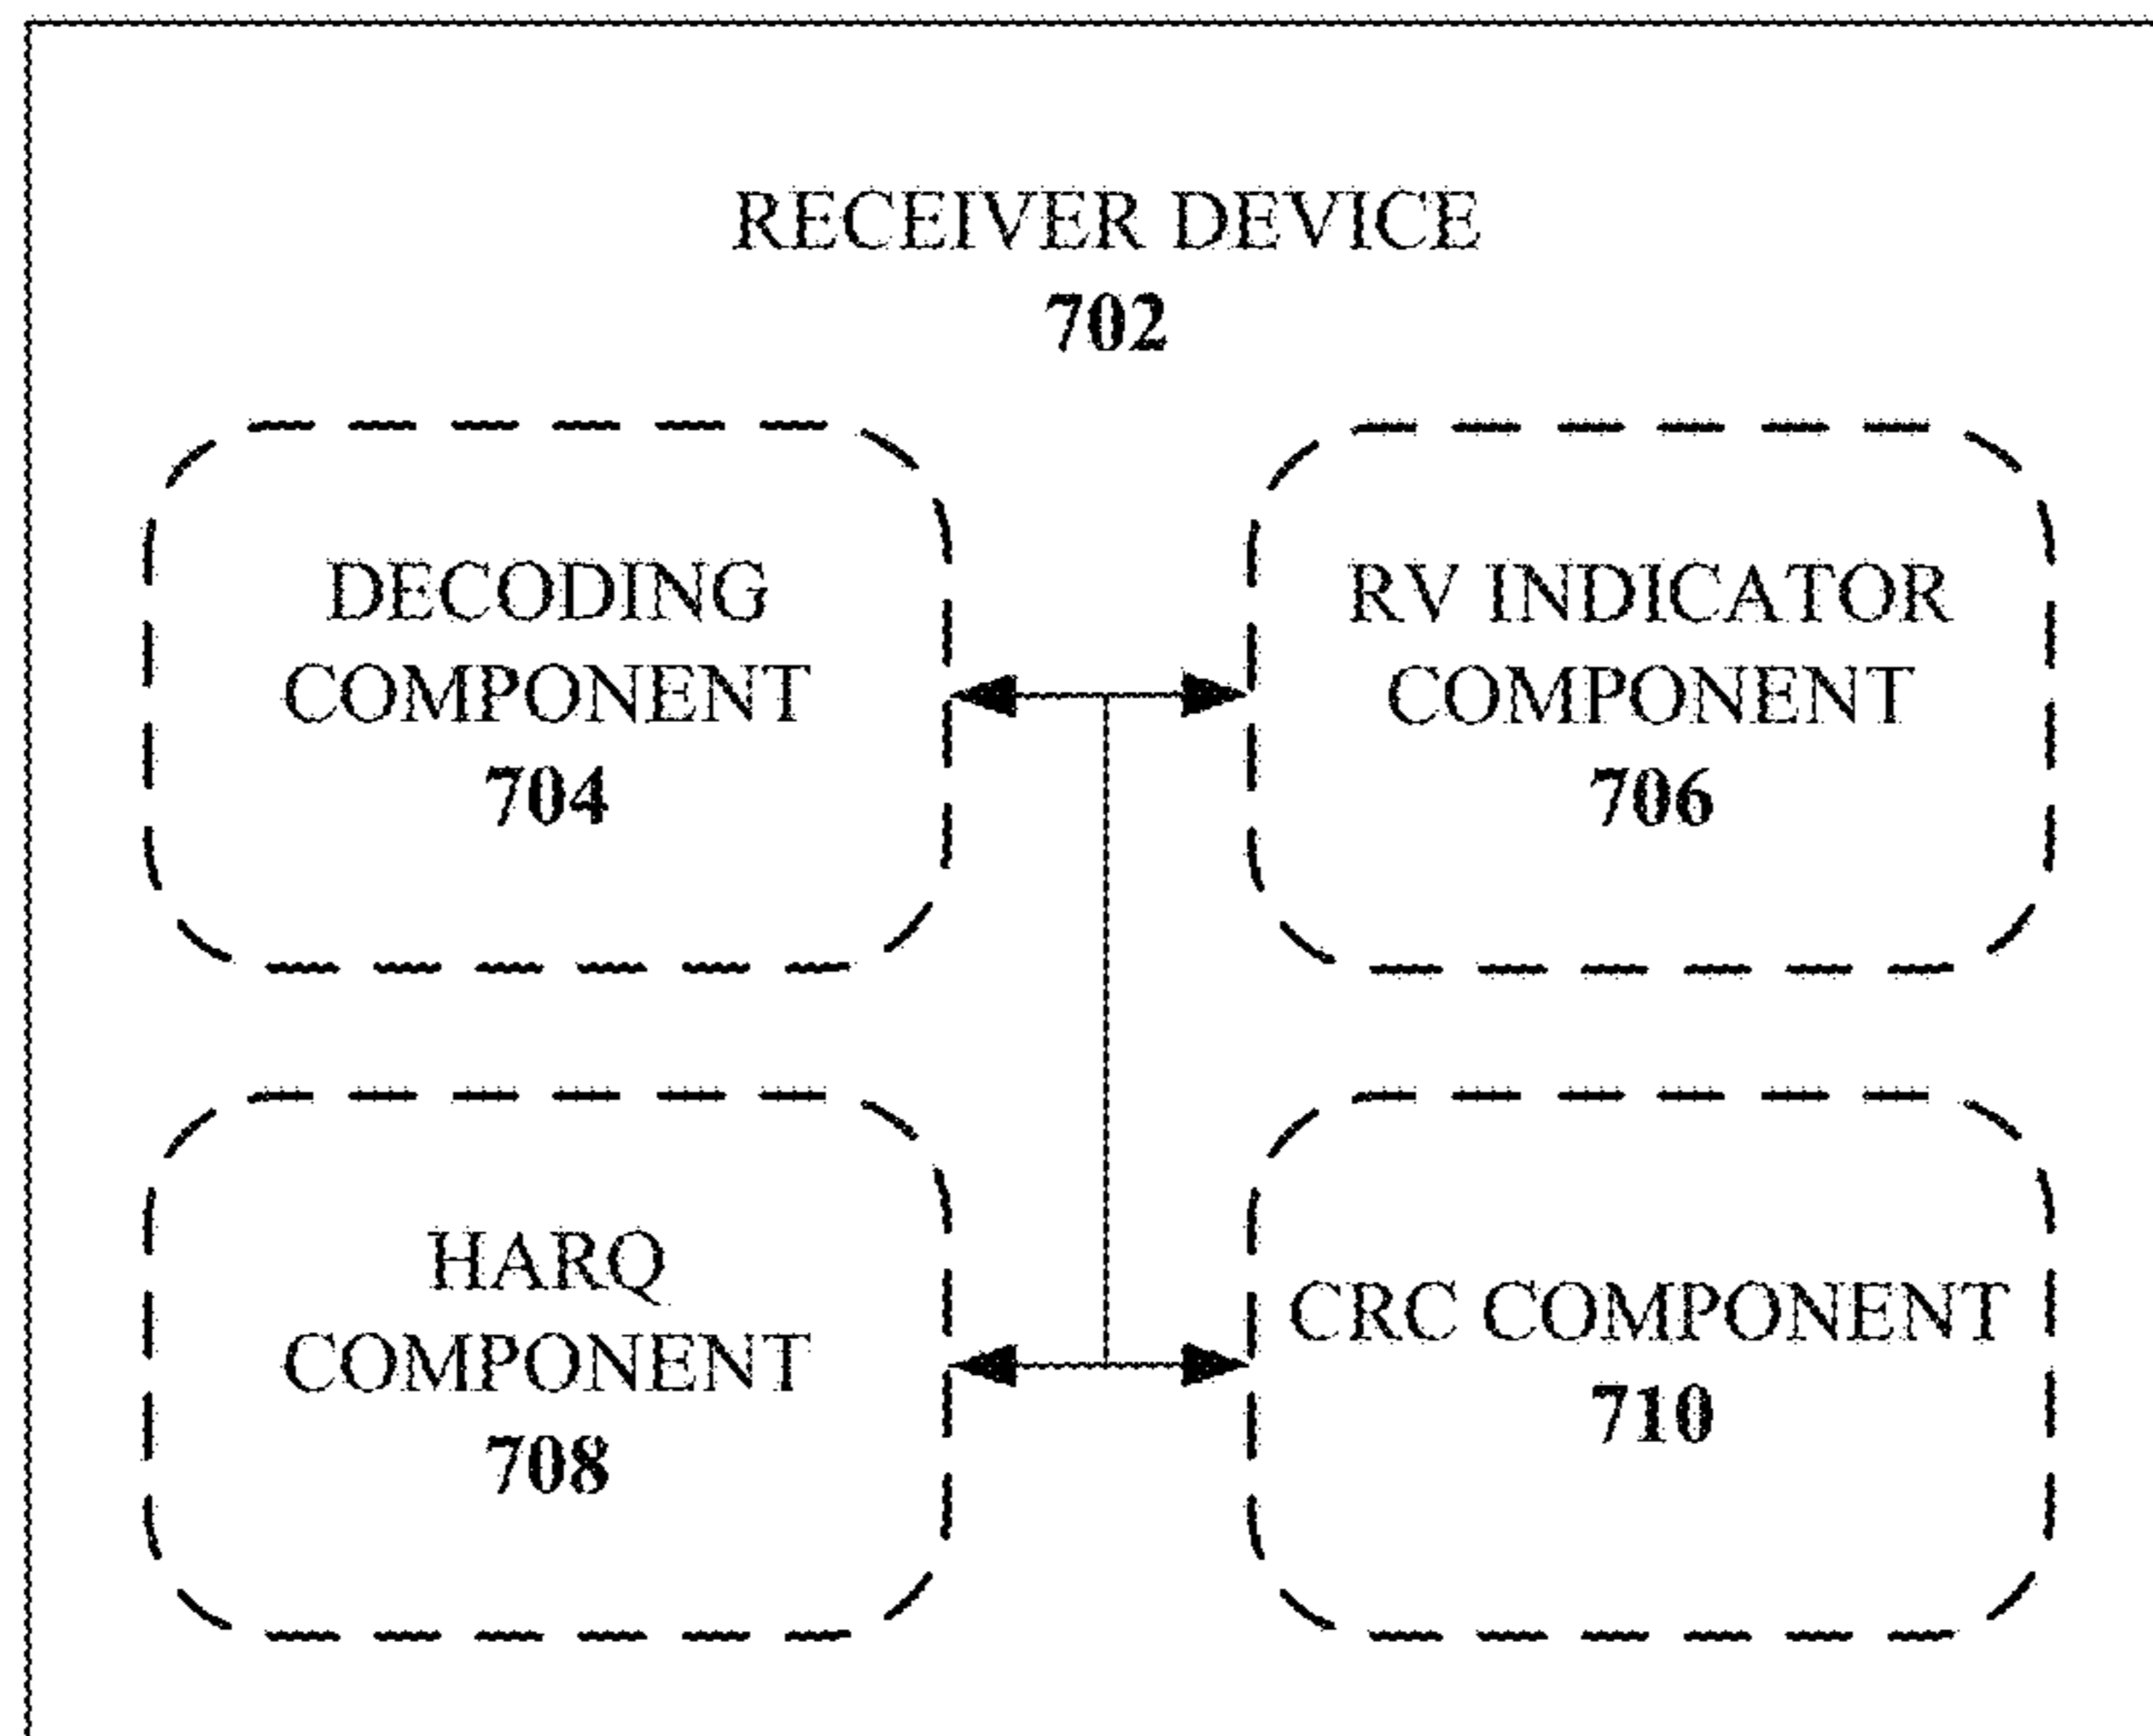 RECEIVER DEVICE
702
DECODING
COMPONENT
704
RV INDICATOR
COMPONENT
706
HARQ
COMPONENT
708
CRC COMPONENT
710